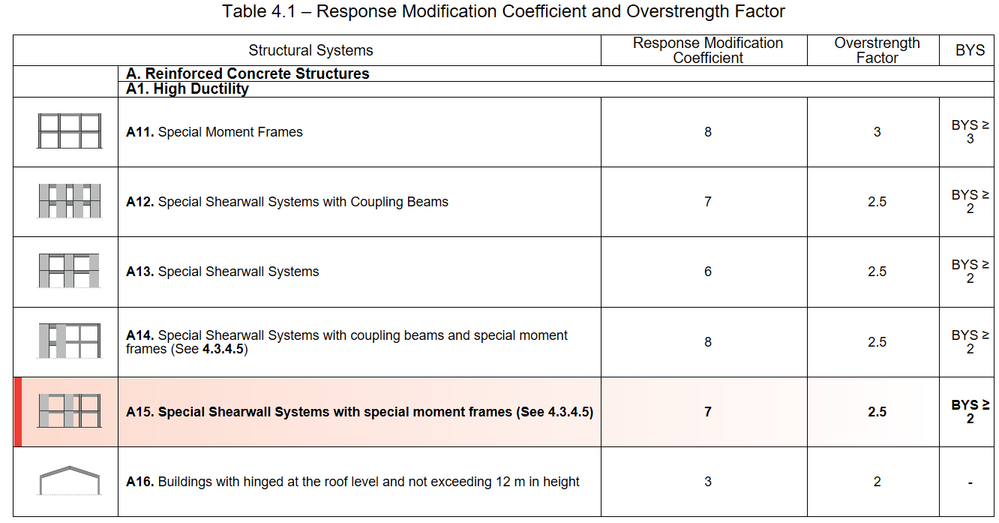 Table 4.1 – Response Modification Coefficient and Overstrength Factor
Structural Systems
Response Modification
Coefficient
Overstrength
Factor
BYS
A. Reinforced Concrete Structures
A1. High Ductility
A11. Special Moment Frames
8
3
BYS ≥
3
A12. Special Shearwall Systems with Coupling Beams
7
2.5
BYS ≥
2
A13. Special Shearwall Systems
6
2.5
BYS ≥
2
A14. Special Shearwall Systems with coupling beams and special moment
frames (See 4.3.4.5)
8
2.5
BYS ≥
2
A15. Special Shearwall Systems with special moment frames (See 4.3.4.5)
7
2.5
BYS ≥
2
A16. Buildings with hinged at the roof level and not exceeding 12 m in height
3
2
-